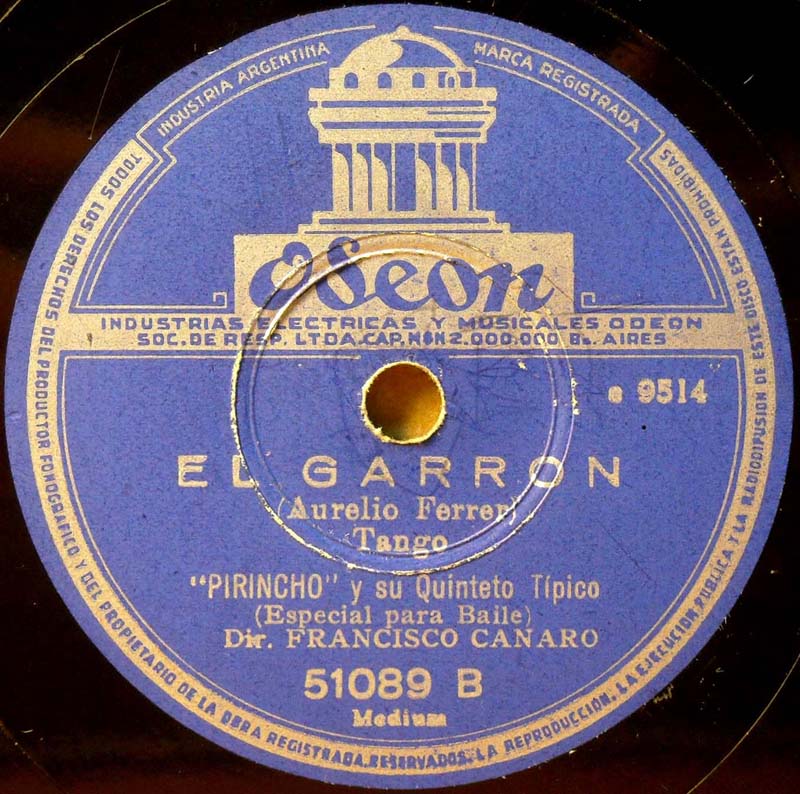 INDUSTRIA ARGENTINA
MARCA REGISTRADA
TODOS LOS DERECHOS DEL PRODUCTOR FONOGRAFICO Y DEL PROPIETARIO DE LA OBRA REGISTRADA, RESERVADOS. LA REPRODUCCIÓN, LA EJECUCION PUBLICA Y LA RADIODIFUSION DE ESTE DISCO ESTAN PROHIBIDAS
Odeon
INDUSTRIAS ELECTRICAS Y MUSICALES ODEON
SOC. DE RESP. LTDA. CAP. M$N 2.000.000 Bs. AIRES
e 9514
EL GARRON
(Aurelio Ferrer)
Tango
"PIRINCHO" y su Quinteto Típico
(Especial para Baile)
Dir. FRANCISCO CANARO
51089 B
Medium